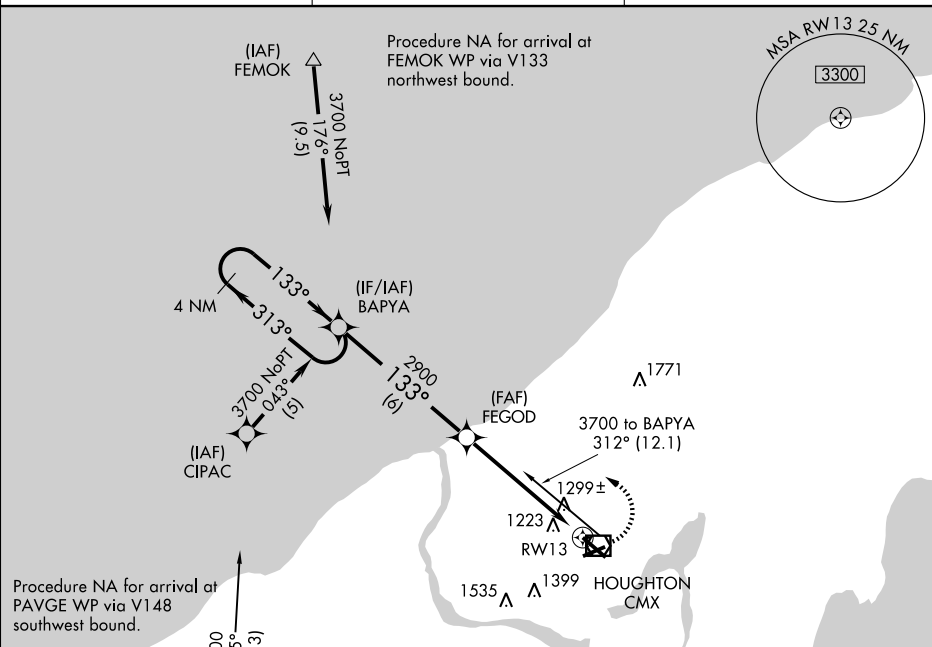 Procedure NA for arrival at
FEMOK WP via V133
northwest bound.
MSA RW13 25 NM
3300
(IAF)
FEMOK
3700 NoPT
176°
(9.5)
133°
4 NM
313°
(IF/IAF)
BAPYA
3700 NoPT
043°
(5)
(IAF)
CIPAC
2900
133°
(6)
(FAF)
FEGOD
1771
3700 to BAPYA
312° (12.1)
1299±
1223
RW13
HOUGHTON
CMX
1535
1399
Procedure NA for arrival at
PAVGE WP via V148
southwest bound.